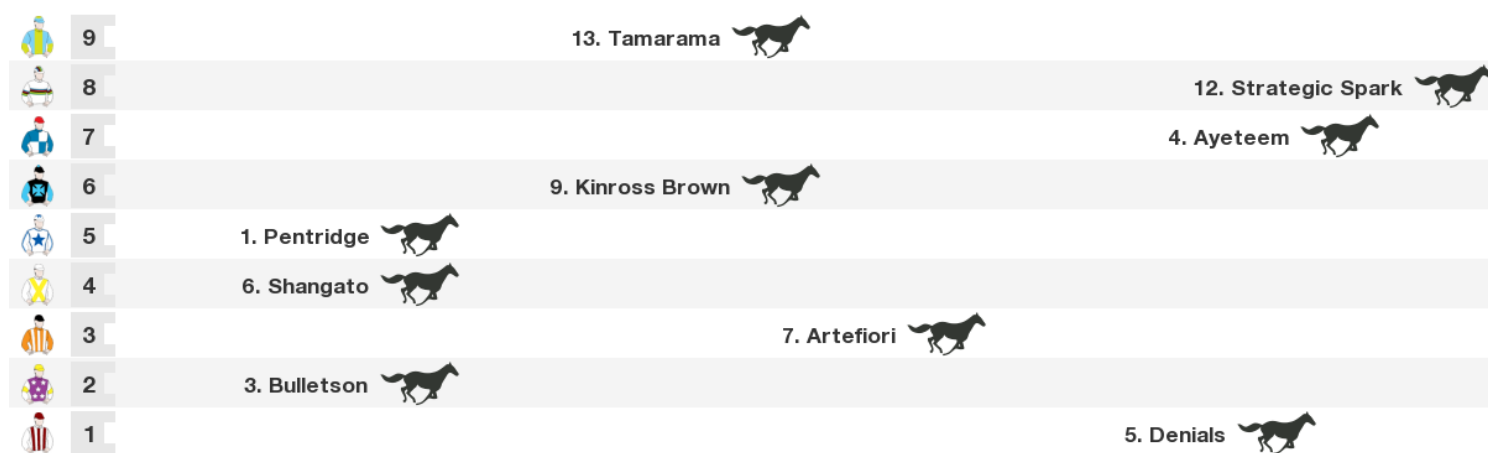 9 13. Tamarama
8 12. Strategic Spark
7 4. Ayeteem
6 9. Kinross Brown
5 1. Pentridge
4 6. Shangato
3 7. Artefiori
2 3. Bulletson
1 5. Denials